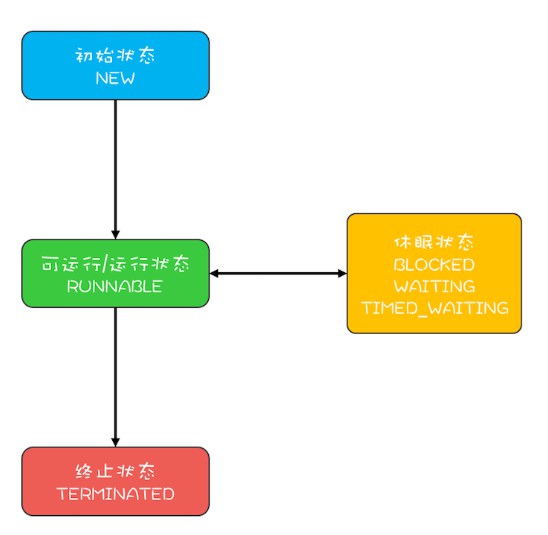 初始状态
NEW
可运行/运行状态
RUNNABLE
休眠状态
BLOCKED
WAITING
TIMED_WAITING
终止状态
TERMINATED